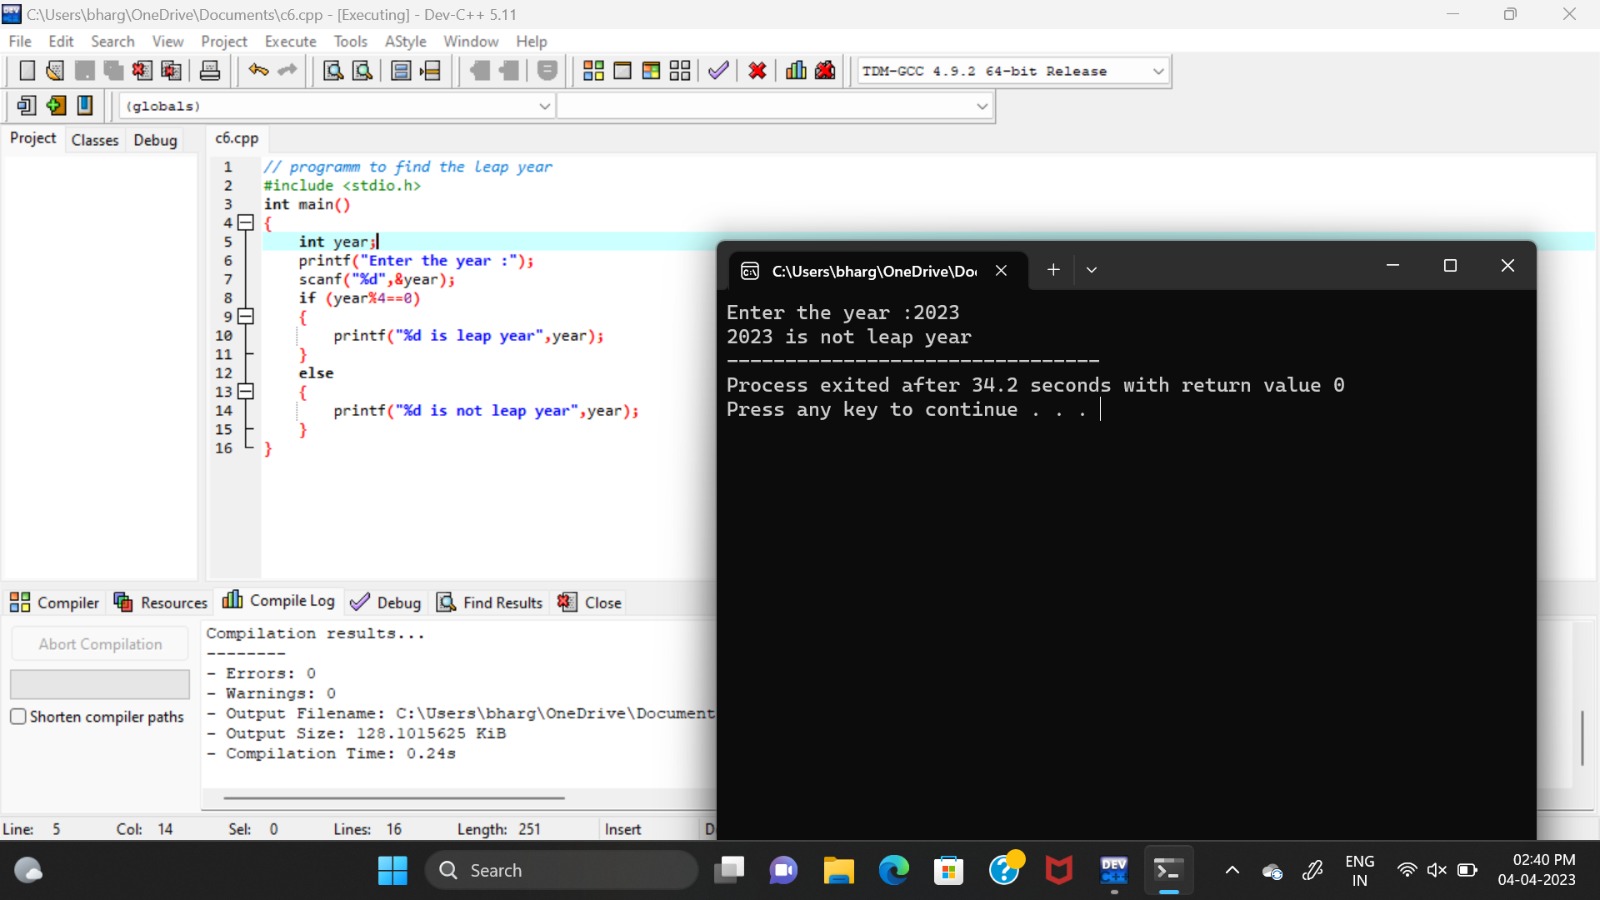 C:\Users\bharg\OneDrive\Documents\c6.cpp - [Executing] - Dev-C++ 5.11
File Edit Search View Project Execute Tools AStyle Window Help
TDM-GCC 4.9.2 64-bit Release
(globals)
Project Classes Debug
c6.cpp
1 // programm to find the leap year
2 #include <stdio.h>
3 int main()
4 {
5 int year;
6 printf("Enter the year :");
7 scanf("%d",&year);
8 if (year%4==0)
9 {
10 printf("%d is leap year",year);
11 }
12 else
13 {
14 printf("%d is not leap year",year);
15 }
16 }
C:\Users\bharg\OneDrive\Do
Enter the year :2023
2023 is not leap year
--------------------------------
Process exited after 34.2 seconds with return value 0
Press any key to continue . . .
Compiler Resources Compile Log Debug Find Results Close
Abort Compilation
Shorten compiler paths
Compilation results...
--------
- Errors: 0
- Warnings: 0
- Output Filename: C:\Users\bharg\OneDrive\Document
- Output Size: 128.1015625 KiB
- Compilation Time: 0.24s
Line: 5 Col: 14 Sel: 0 Lines: 16 Length: 251 Insert D
Search
DEV C++
ENG
IN
02:40 PM
04-04-2023